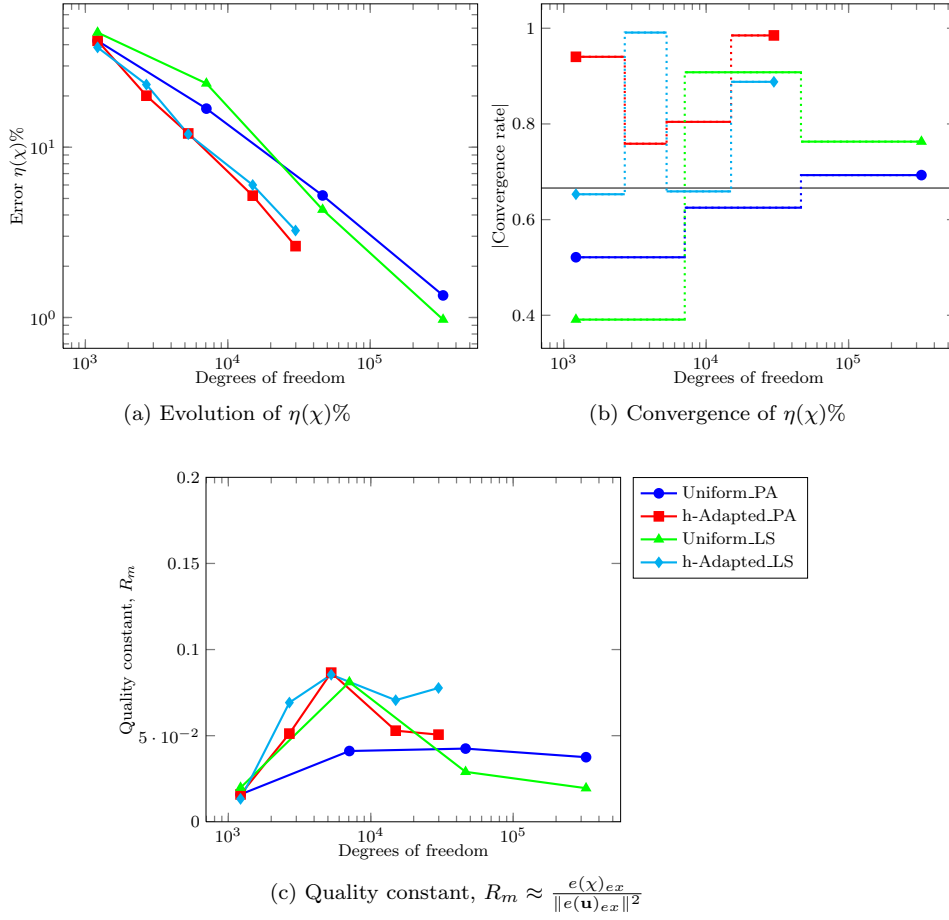 10^1
10^0
Error η(χ)%
10^3 10^4 10^5
Degrees of freedom
(a) Evolution of η(χ)%
1
0.8
0.6
0.4
|Convergence rate|
10^3 10^4 10^5
Degrees of freedom
(b) Convergence of η(χ)%
0.2
0.15
0.1
5 · 10^−2
0
Quality constant, R_m
10^3 10^4 10^5
Degrees of freedom
Uniform_PA
h-Adapted_PA
Uniform_LS
h-Adapted_LS
(c) Quality constant, R_m ≈ e(χ)_ex / ‖e(𝐮)_ex‖^2